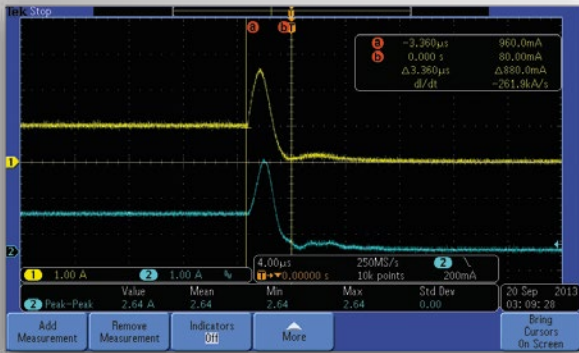 Tek Stop
T
a b T
a -3.360µs 960.0mA
b 0.000 s 80.00mA
Δ3.360µs Δ880.0mA
dI/dt -261.9kA/s
1
2
1 1.00 A 2 1.00 A
4.00µs 250MS/s 2
T→▼0.00000 s 10k points 200mA
Value Mean Min Max Std Dev
2 Peak-Peak 2.64 A 2.64 2.64 2.64 0.00
20 Sep 2013
03:09:28
Add Measurement
Remove Measurement
Indicators Off
More
Bring Cursors On Screen